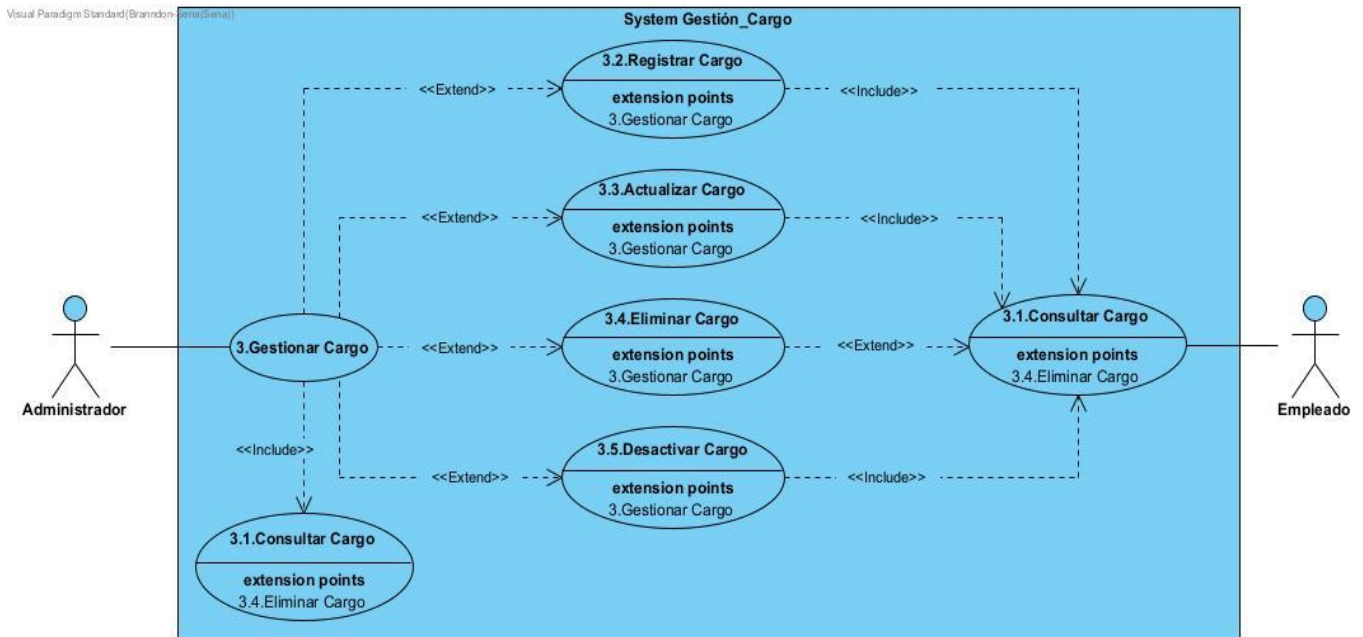 Visual Paradigm Standard(Branndon-Sena(Sena))
System Gestión_Cargo
3.2.Registrar Cargo
extension points
3.Gestionar Cargo
<<Extend>>
<<Include>>
3.3.Actualizar Cargo
extension points
3.Gestionar Cargo
<<Extend>>
<<Include>>
3.4.Eliminar Cargo
extension points
3.Gestionar Cargo
<<Extend>>
<<Extend>>
3.1.Consultar Cargo
extension points
3.4.Eliminar Cargo
3.Gestionar Cargo
Administrador
Empleado
3.5.Desactivar Cargo
extension points
3.Gestionar Cargo
<<Extend>>
<<Include>>
<<Include>>
3.1.Consultar Cargo
extension points
3.4.Eliminar Cargo